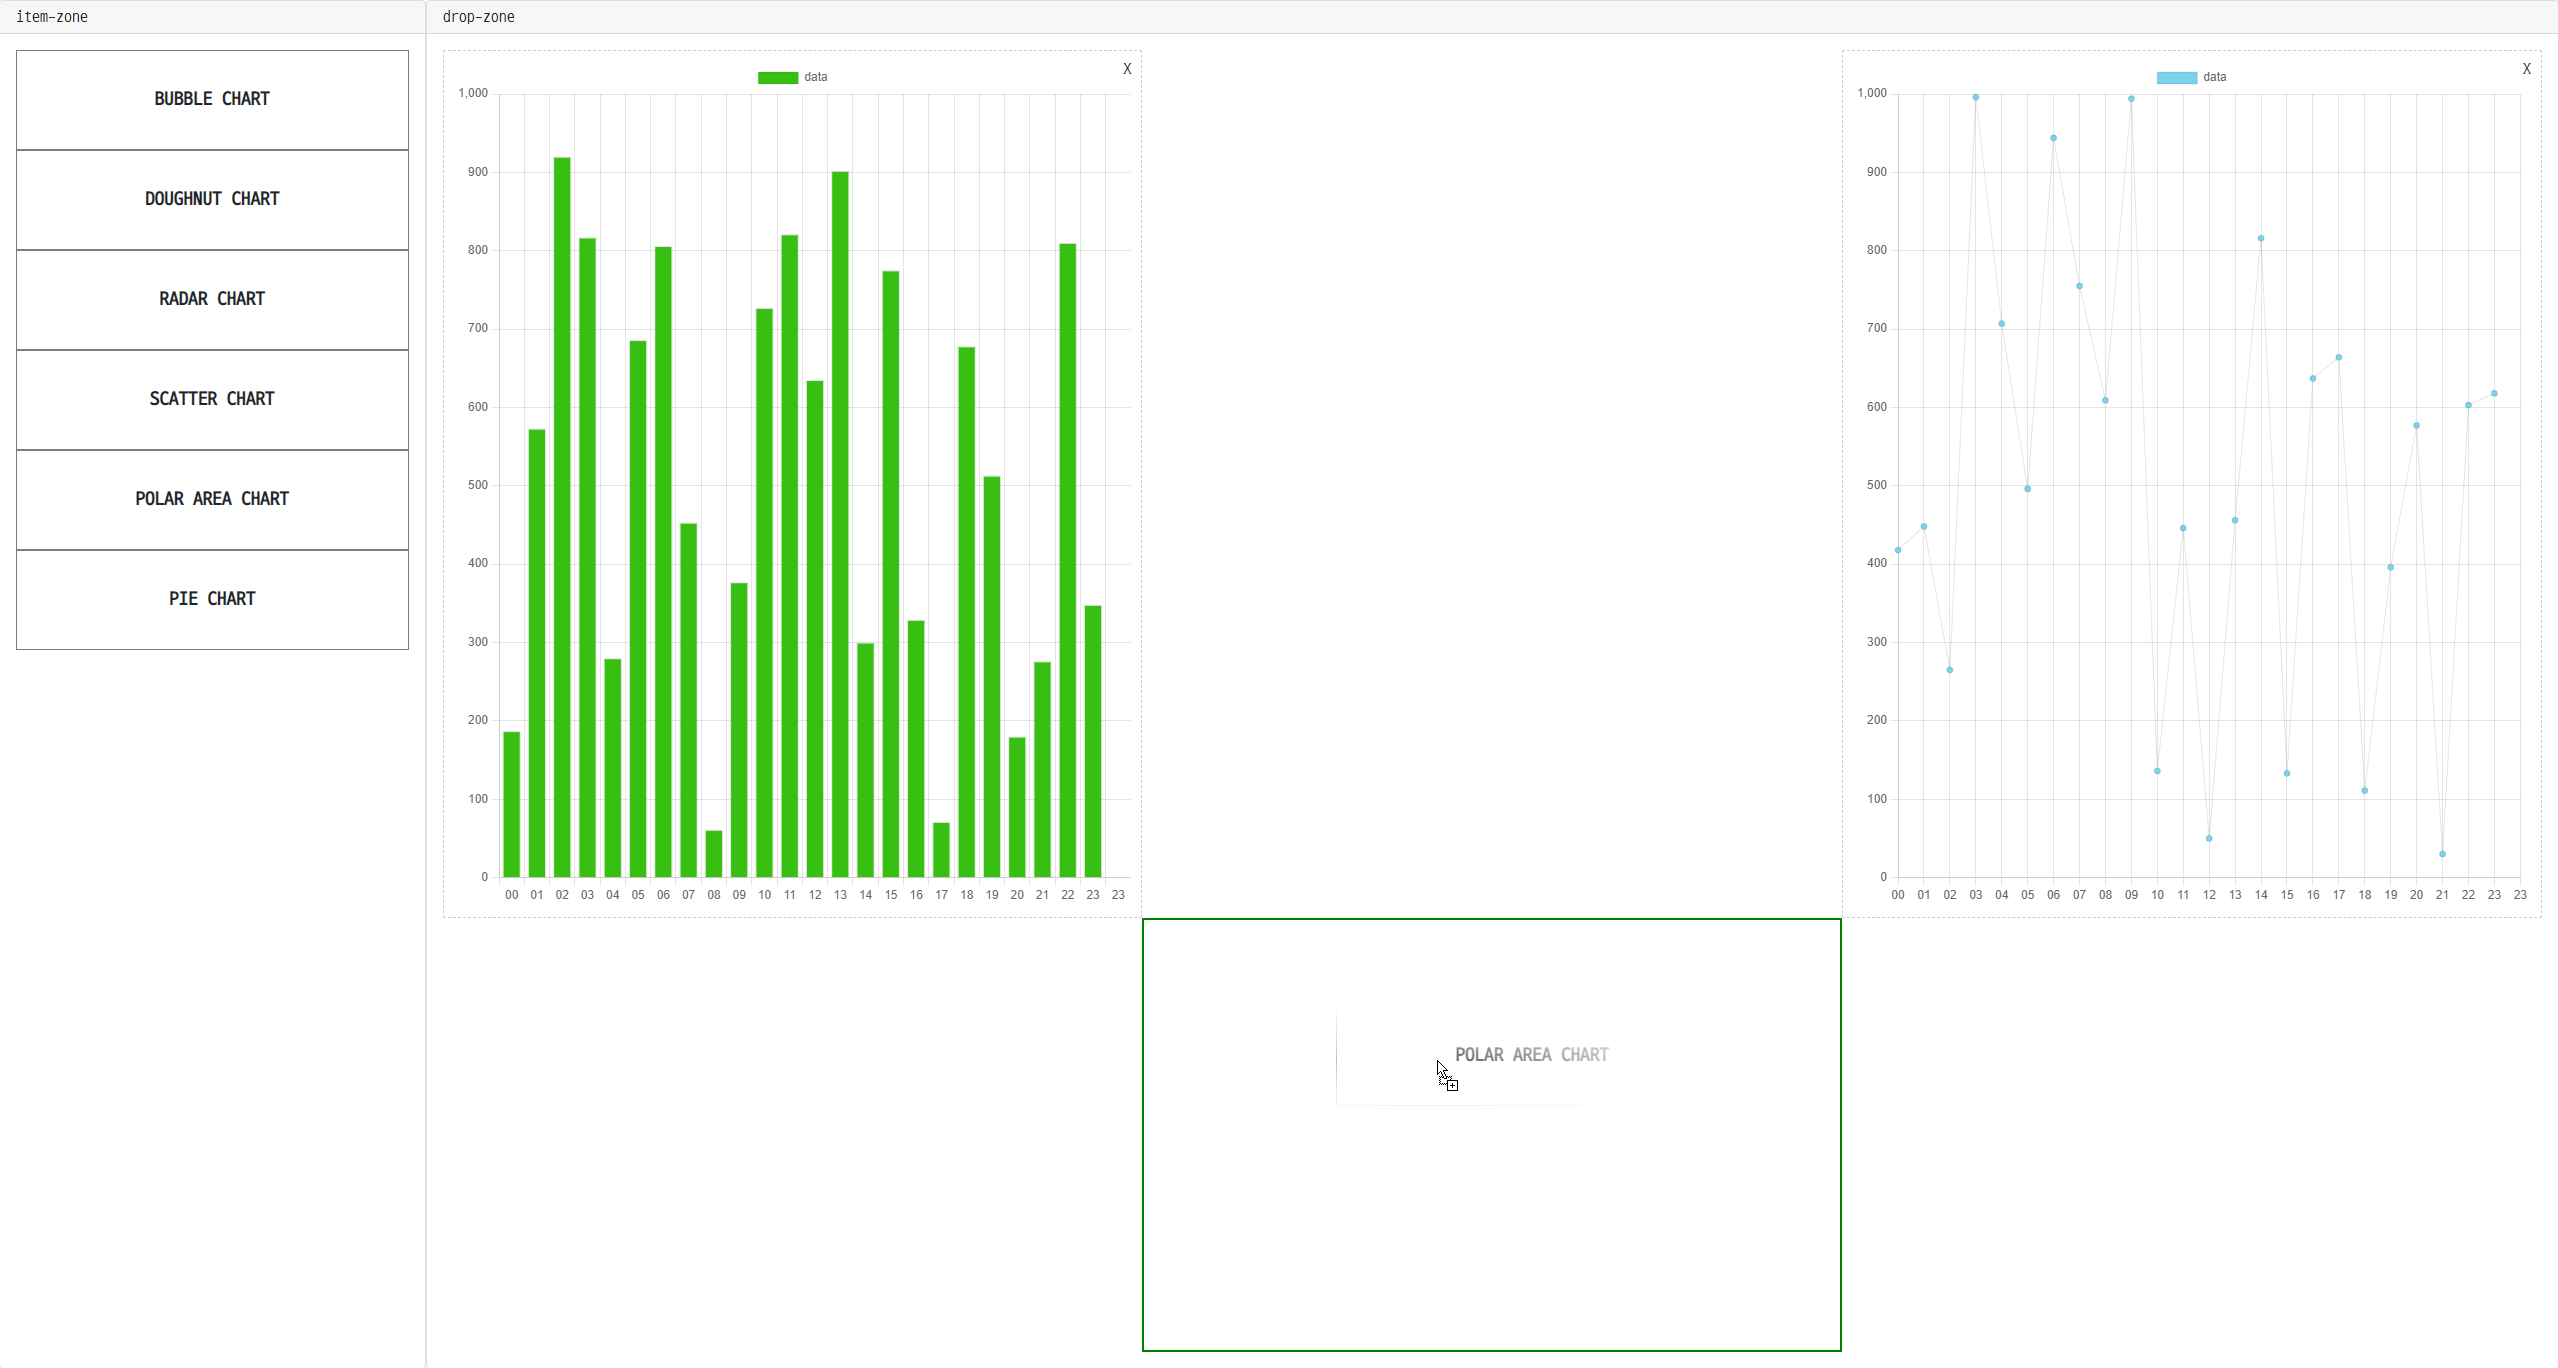 item-zone
BUBBLE CHART
DOUGHNUT CHART
RADAR CHART
SCATTER CHART
POLAR AREA CHART
PIE CHART
drop-zone
data
X
1,000
900
800
700
600
500
400
300
200
100
0
00 01 02 03 04 05 06 07 08 09 10 11 12 13 14 15 16 17 18 19 20 21 22 23 23
data
X
1,000
900
800
700
600
500
400
300
200
100
0
00 01 02 03 04 05 06 07 08 09 10 11 12 13 14 15 16 17 18 19 20 21 22 23 23
POLAR AREA CHART